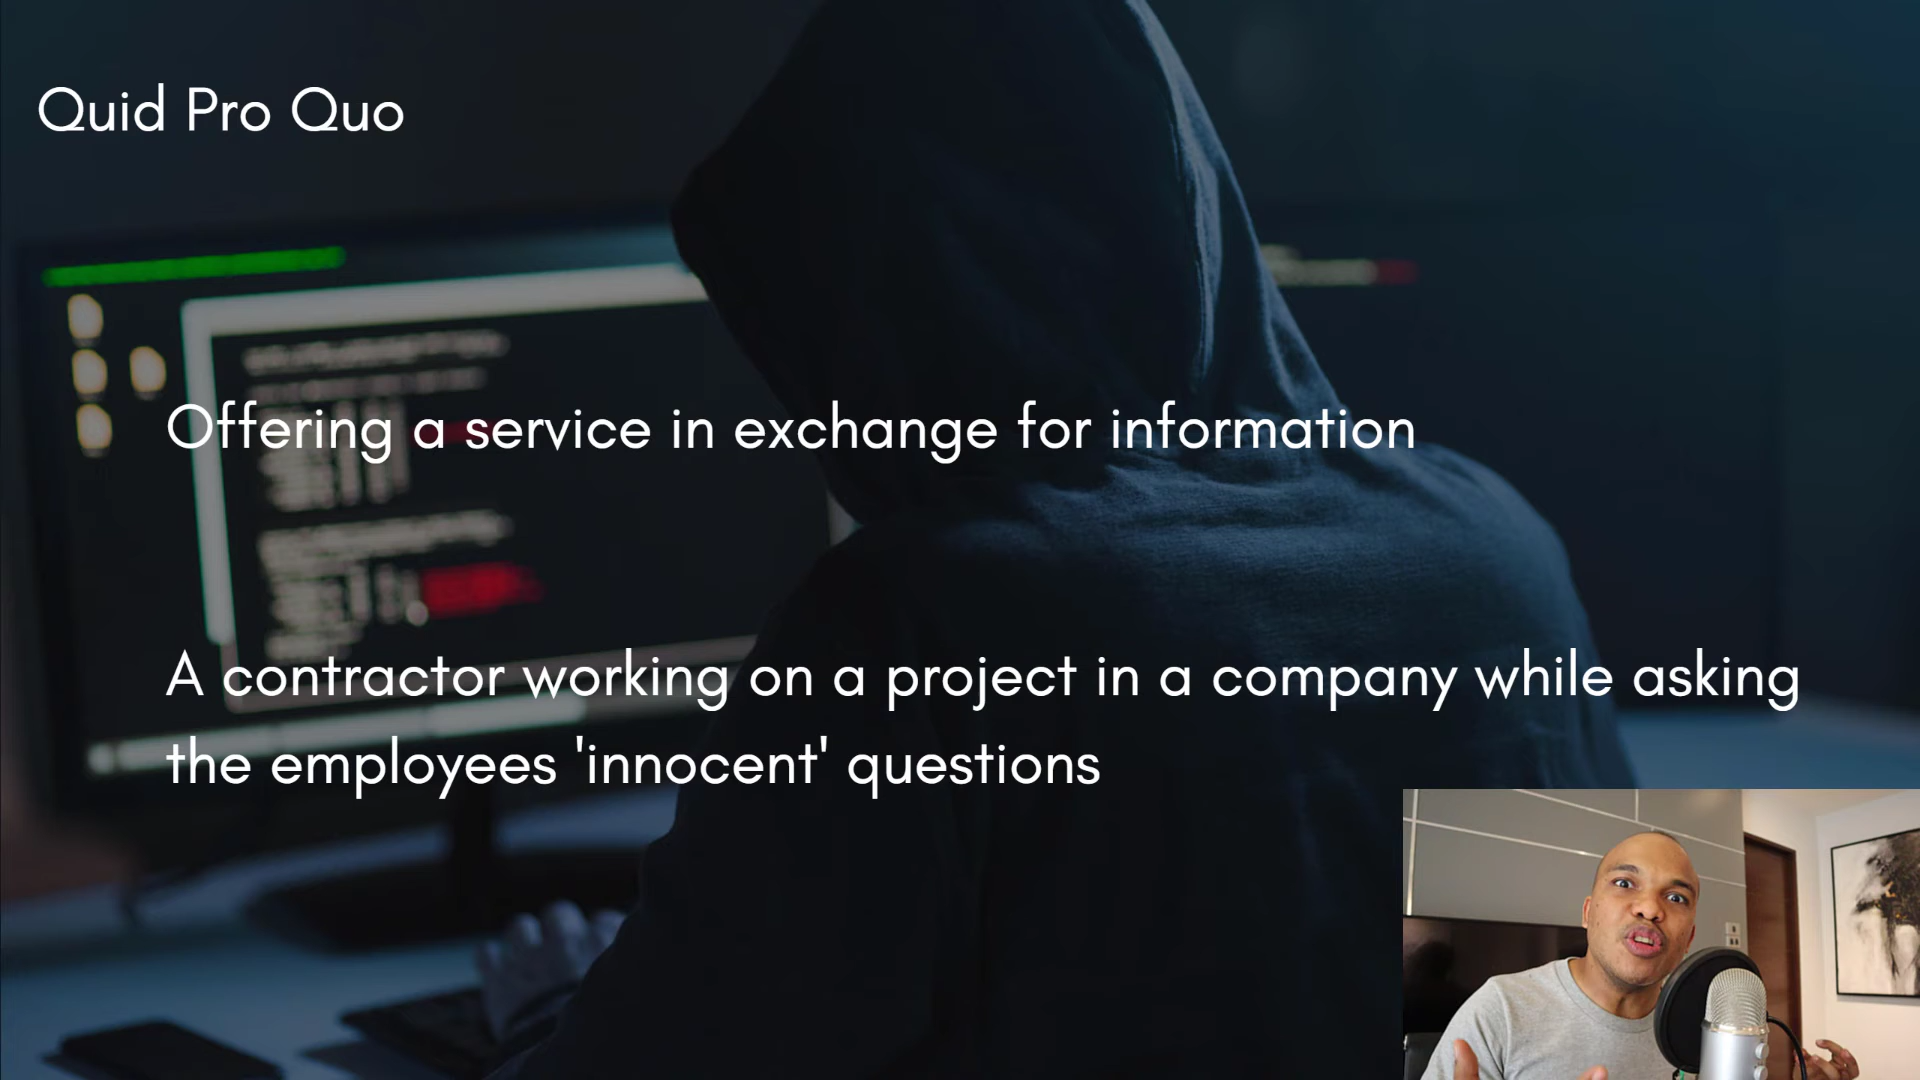 Quid Pro Quo
Offering a service in exchange for information
A contractor working on a project in a company while asking
the employees 'innocent' questions